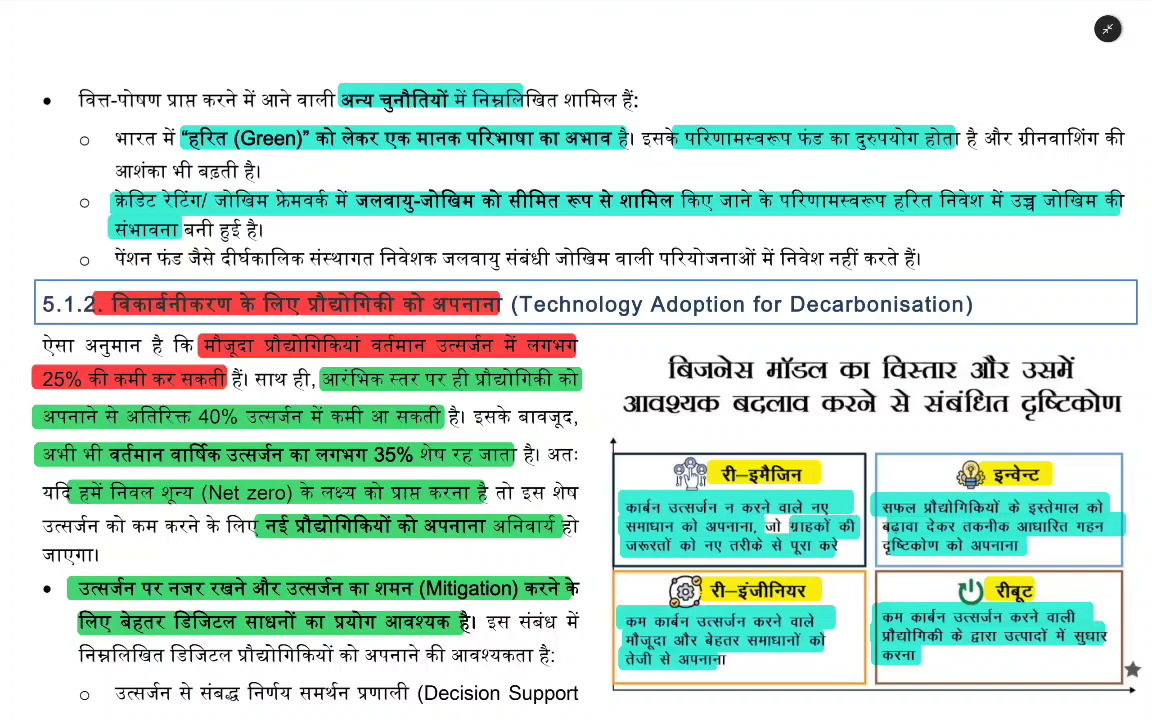 • वित्त-पोषण प्राप्त करने में आने वाली अन्य चुनौतियों में निम्नलिखित शामिल हैं:
o भारत में “हरित (Green)” को लेकर एक मानक परिभाषा का अभाव है। इसके परिणामस्वरूप फंड का दुरुपयोग होता है और ग्रीनवाशिंग की
आशंका भी बढ़ती है।
o क्रेडिट रेटिंग/ जोखिम फ्रेमवर्क में जलवायु-जोखिम को सीमित रूप से शामिल किए जाने के परिणामस्वरूप हरित निवेश में उच्च जोखिम की
संभावना बनी हुई है।
o पेंशन फंड जैसे दीर्घकालिक संस्थागत निवेशक जलवायु संबंधी जोखिम वाली परियोजनाओं में निवेश नहीं करते हैं।
5.1.2. विकार्बनीकरण के लिए प्रौद्योगिकी को अपनाना (Technology Adoption for Decarbonisation)
ऐसा अनुमान है कि मौजूदा प्रौद्योगिकियां वर्तमान उत्सर्जन में लगभग
25% की कमी कर सकती हैं। साथ ही, आरंभिक स्तर पर ही प्रौद्योगिकी को
अपनाने से अतिरिक्त 40% उत्सर्जन में कमी आ सकती है। इसके बावजूद,
अभी भी वर्तमान वार्षिक उत्सर्जन का लगभग 35% शेष रह जाता है। अतः
यदि हमें निवल शून्य (Net zero) के लक्ष्य को प्राप्त करना है तो इस शेष
उत्सर्जन को कम करने के लिए नई प्रौद्योगिकियों को अपनाना अनिवार्य हो
जाएगा।
• उत्सर्जन पर नजर रखने और उत्सर्जन का शमन (Mitigation) करने के
लिए बेहतर डिजिटल साधनों का प्रयोग आवश्यक है। इस संबंध में
निम्नलिखित डिजिटल प्रौद्योगिकियों को अपनाने की आवश्यकता है:
o उत्सर्जन से संबद्ध निर्णय समर्थन प्रणाली (Decision Support
बिजनेस मॉडल का विस्तार और उसमें
आवश्यक बदलाव करने से संबंधित दृष्टिकोण
री–इमैजिन
कार्बन उत्सर्जन न करने वाले नए
समाधान को अपनाना, जो ग्राहकों की
जरूरतों को नए तरीके से पूरा करे
इन्वेन्ट
सफल प्रौद्योगिकियों के इस्तेमाल को
बढ़ावा देकर तकनीक आधारित गहन
दृष्टिकोण को अपनाना
री–इंजीनियर
कम कार्बन उत्सर्जन करने वाले
मौजूदा और बेहतर समाधानों को
तेजी से अपनाना
रीबूट
कम कार्बन उत्सर्जन करने वाली
प्रौद्योगिकी के द्वारा उत्पादों में सुधार
करना